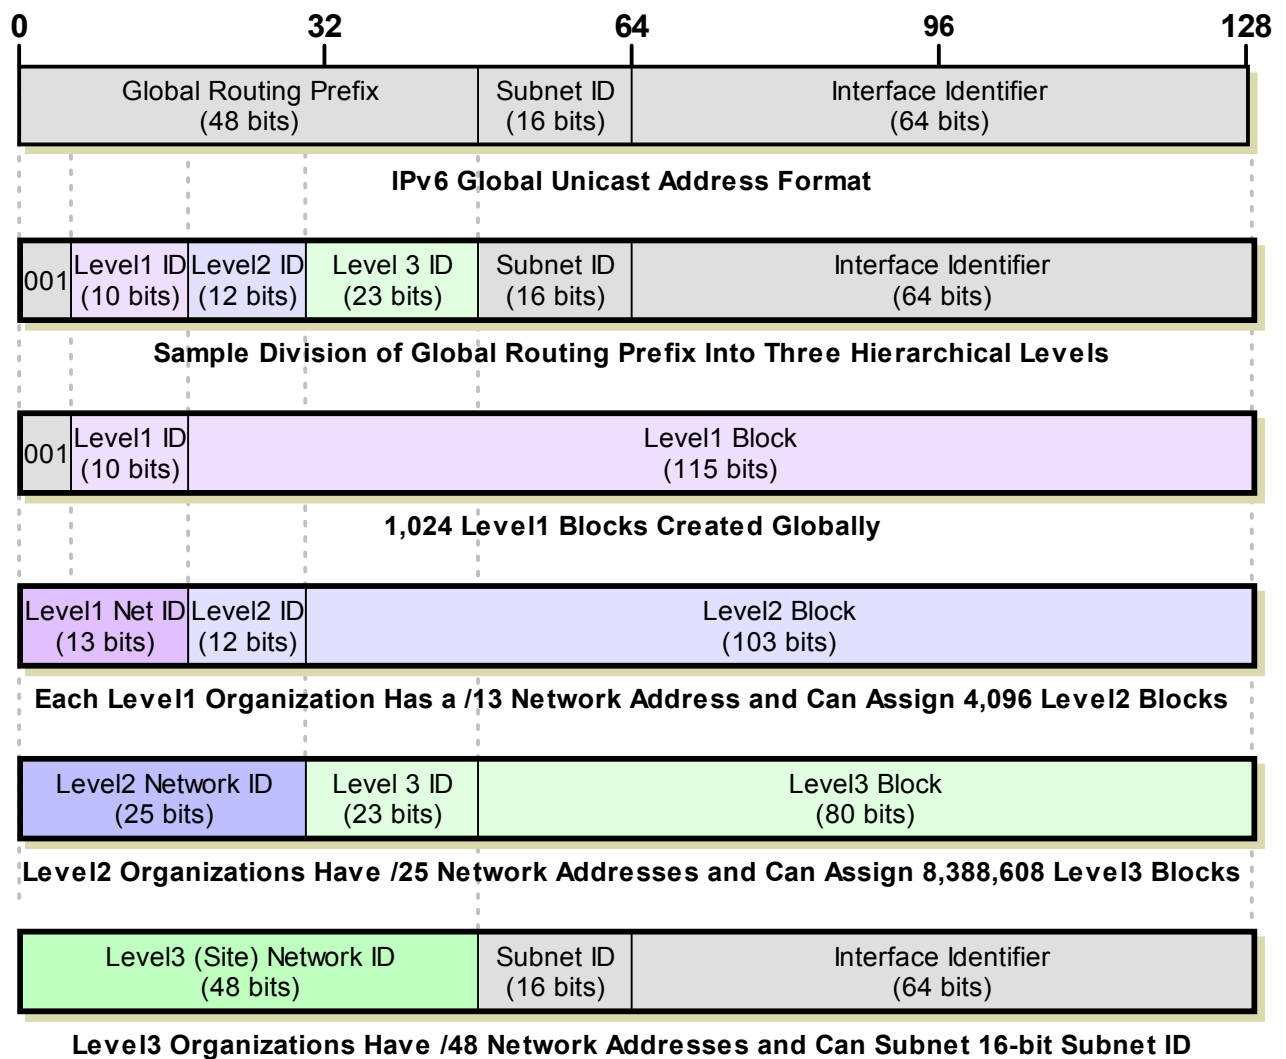 0 32 64 96 128
Global Routing Prefix Subnet ID Interface Identifier
(48 bits) (16 bits) (64 bits)
IPv6 Global Unicast Address Format
001 Level1 ID Level2 ID Level 3 ID Subnet ID Interface Identifier
(10 bits) (12 bits) (23 bits) (16 bits) (64 bits)
Sample Division of Global Routing Prefix Into Three Hierarchical Levels
001 Level1 ID Level1 Block
(10 bits) (115 bits)
1,024 Level1 Blocks Created Globally
Level1 Net ID Level2 ID Level2 Block
(13 bits) (12 bits) (103 bits)
Each Level1 Organization Has a /13 Network Address and Can Assign 4,096 Level2 Blocks
Level2 Network ID Level 3 ID Level3 Block
(25 bits) (23 bits) (80 bits)
Level2 Organizations Have /25 Network Addresses and Can Assign 8,388,608 Level3 Blocks
Level3 (Site) Network ID Subnet ID Interface Identifier
(48 bits) (16 bits) (64 bits)
Level3 Organizations Have /48 Network Addresses and Can Subnet 16-bit Subnet ID